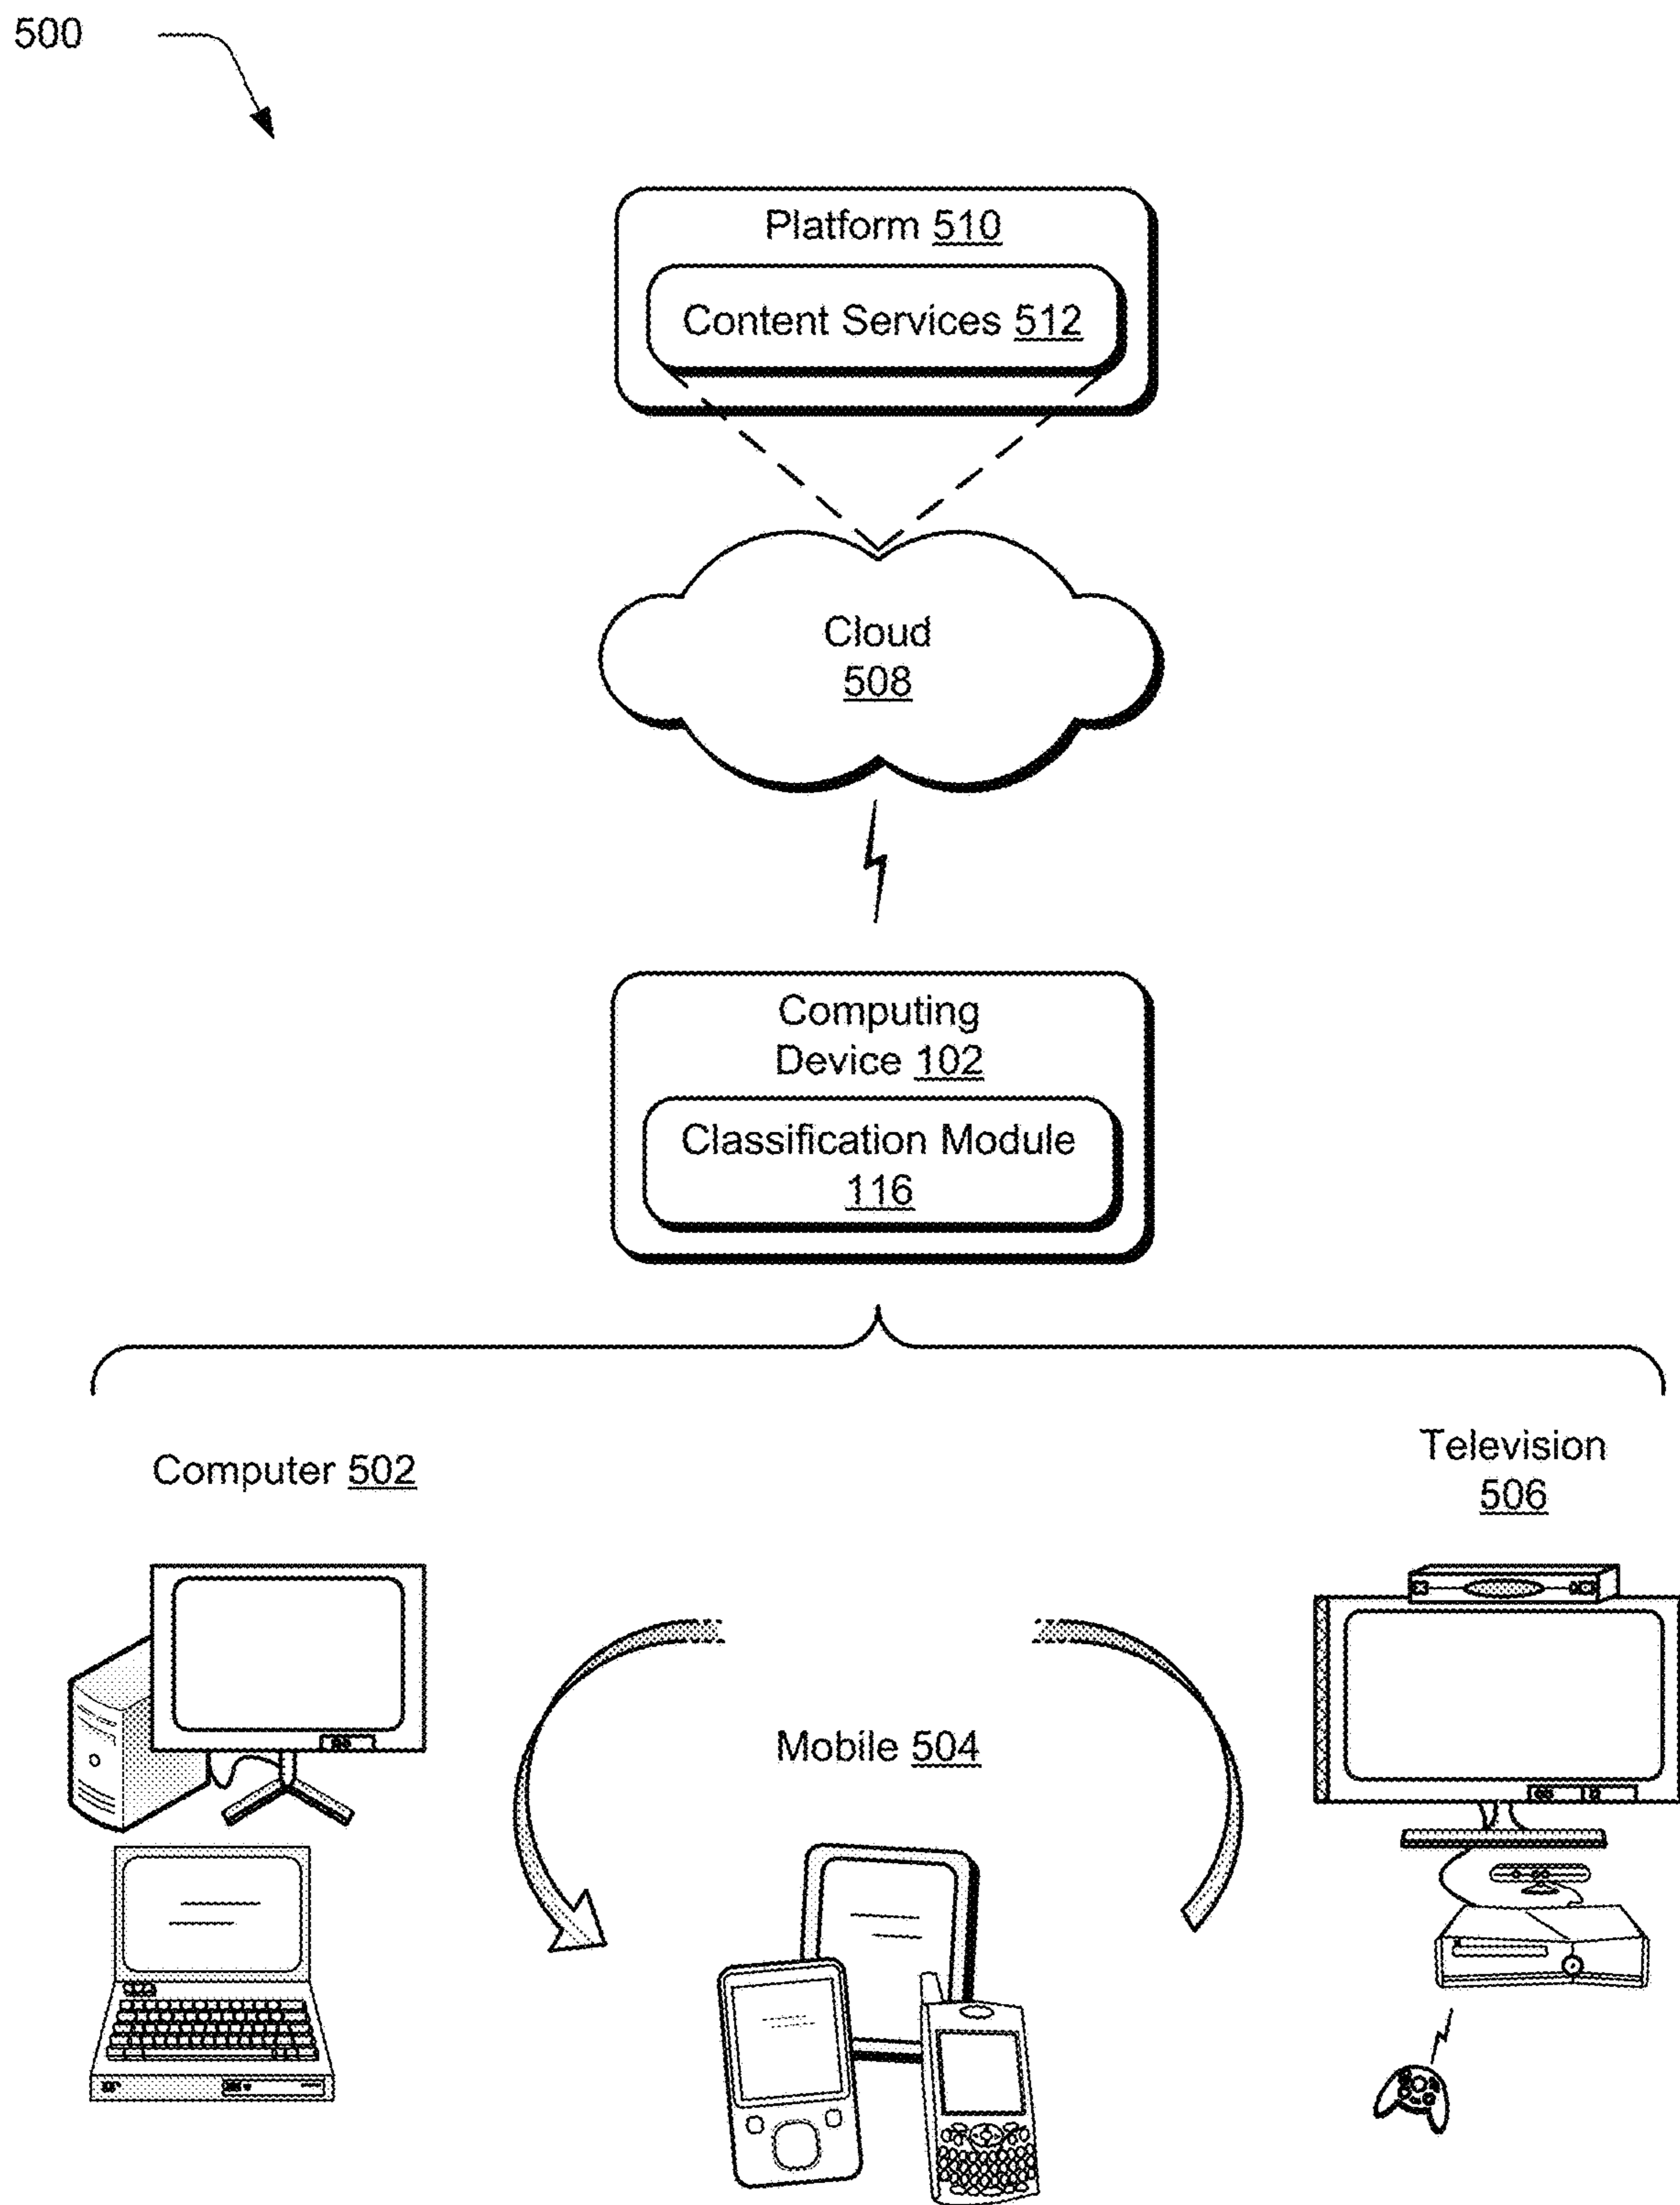 500
Platform 510
Content Services 512
Cloud
508
Computing
Device 102
Classification Module
116
Computer 502
Television
506
Mobile 504